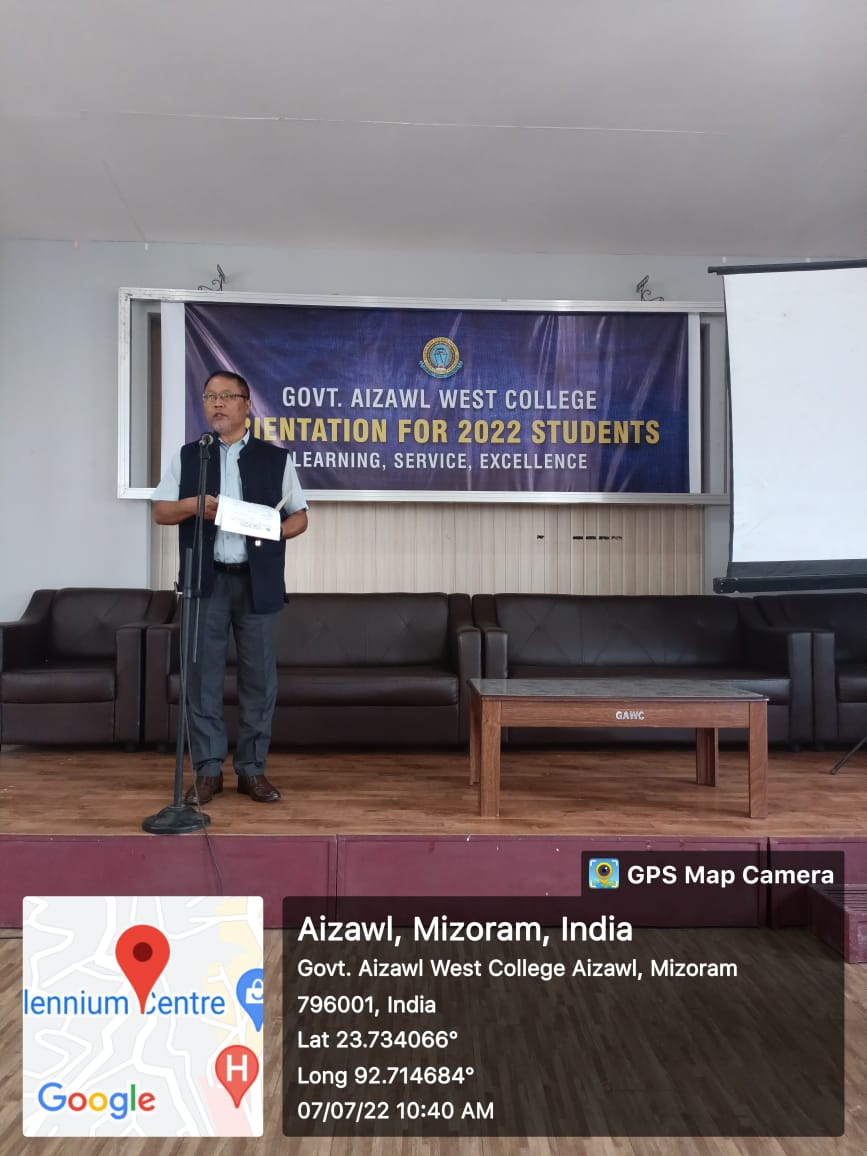 GOVT. AIZAWL WEST COLLEGE
RIENTATION FOR 2022 STUDENTS
LEARNING, SERVICE, EXCELLENCE
GAWC
GPS Map Camera
lennium Centre
H
Google
Aizawl, Mizoram, India
Govt. Aizawl West College Aizawl, Mizoram
796001, India
Lat 23.734066°
Long 92.714684°
07/07/22 10:40 AM